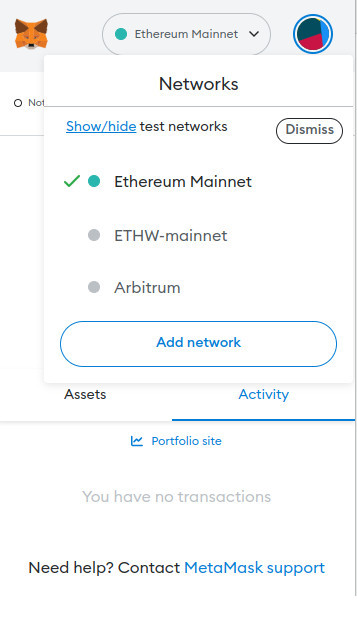 Ethereum Mainnet
Networks
Show/hide test networks
Dismiss
Ethereum Mainnet
ETHW-mainnet
Arbitrum
Add network
Assets
Activity
Portfolio site
You have no transactions
Need help? Contact MetaMask support